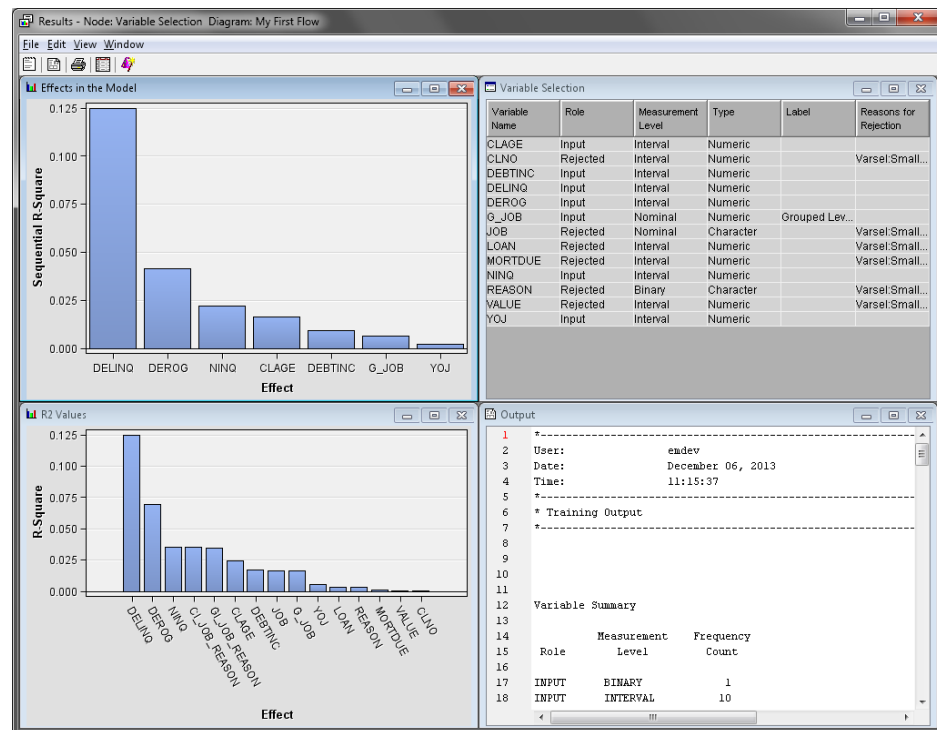 Results - Node: Variable Selection Diagram: My First Flow
File Edit View Window
Effects in the Model
0.125
0.100
0.075
0.050
0.025
0.000
Sequential R-Square
DELINQ DEROG NINQ CLAGE DEBTINC G_JOB YOJ
Effect
Variable Selection
Variable Name Role Measurement Level Type Label Reasons for Rejection
CLAGE Input Interval Numeric
CLNO Rejected Interval Numeric Varsel:Small...
DEBTINC Input Interval Numeric
DELINQ Input Interval Numeric
DEROG Input Interval Numeric
G_JOB Input Nominal Numeric Grouped Lev...
JOB Rejected Nominal Character Varsel:Small...
LOAN Rejected Interval Numeric Varsel:Small...
MORTDUE Rejected Interval Numeric Varsel:Small...
NINQ Input Interval Numeric
REASON Rejected Binary Character Varsel:Small...
VALUE Rejected Interval Numeric Varsel:Small...
YOJ Input Interval Numeric
R2 Values
0.125
0.100
0.075
0.050
0.025
0.000
R-Square
DELINQ DEROG NINQ CI_JOB_REASON GI_JOB_REASON CLAGE DEBTINC JOB G_JOB YOJ LOAN REASON MORTDUE VALUE CLNO
Effect
Output
1 *------------------------------------------------------------
2 User: emdev
3 Date: December 06, 2013
4 Time: 11:15:37
5 *------------------------------------------------------------
6 * Training Output
7 *------------------------------------------------------------
8
9
10
11
12 Variable Summary
13
14 Measurement Frequency
15 Role Level Count
16
17 INPUT BINARY 1
18 INPUT INTERVAL 10